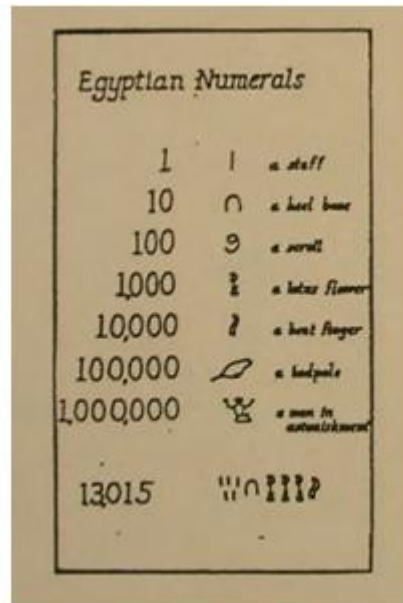 Egyptian Numerals
1 a staff
10 a heel bone
100 a scroll
1,000 a lotus flower
10,000 a bent finger
100,000 a tadpole
1,000,000 a man in
astonishment
13,015